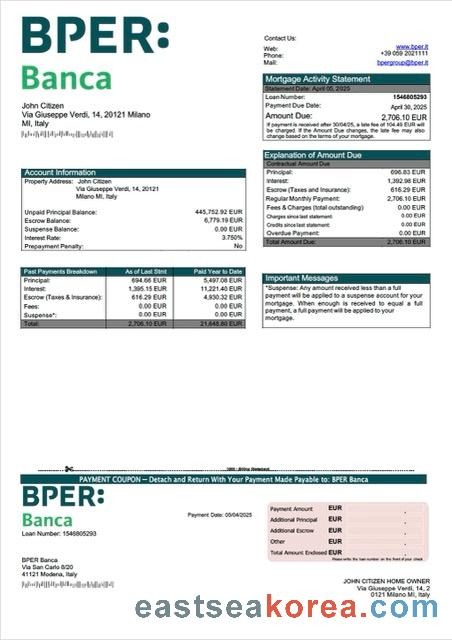 BPER:
Banca
Contact Us:
Web: www.bper.it
Phone: +39 059 2021111
Mail: bpergroup@bper.it
John Citizen
Via Giuseppe Verdi, 14, 20121 Milano
MI, Italy
Mortgage Activity Statement
Statement Date: April 05, 2025
Loan Number: 1546805293
Payment Due Date: April 30, 2025
Amount Due: 2,706.10 EUR
If payment is received after 30/04/25, a late fee of 104.49 EUR will
be charged. If the Amount Due changes, the late fee may also
change based on the terms of your mortgage.
Account Information
Property Address: John Citizen
Via Giuseppe Verdi, 14, 20121
Milano MI, Italy
Unpaid Principal Balance: 445,752.92 EUR
Escrow Balance: 6,779.19 EUR
Suspense Balance: 0.00 EUR
Interest Rate: 3.750%
Prepayment Penalty: No
Explanation of Amount Due
Contractual Amount Due
Principal: 696.83 EUR
Interest: 1,392.98 EUR
Escrow (Taxes and Insurance): 616.29 EUR
Regular Monthly Payment: 2,706.10 EUR
Fees & Charges (total outstanding) 0.00 EUR
Charges since last statement: 0.00 EUR
Credits since last statement: 0.00 EUR
Overdue Payment: 0.00 EUR
Total Amount Due: 2,706.10 EUR
Past Payments Breakdown As of Last Stmt Paid Year to Date
Principal: 694.66 EUR 5,497.08 EUR
Interest: 1,395.15 EUR 11,221.40 EUR
Escrow (Taxes & Insurance): 616.29 EUR 4,930.32 EUR
Fees: 0.00 EUR 0.00 EUR
Suspense*: 0.00 EUR 0.00 EUR
Total: 2,706.10 EUR 21,648.80 EUR
Important Messages
*Suspense: Any amount received less than a full
payment will be applied to a suspense account for your
mortgage. When enough is received to equal a full
payment, a full payment will be applied to your
mortgage.
PAYMENT COUPON – Detach and Return With Your Payment Made Payable to: BPER Banca
BPER:
Banca
Loan Number: 1546805293
Payment Date: 05/04/2025
Payment Amount EUR .
Additional Principal EUR .
Additional Escrow EUR .
Other EUR .
Total Amount Enclosed EUR .
Please write the loan number on the front of your check
BPER Banca
Via San Carlo 8/20
41121 Modena, Italy
JOHN CITIZEN HOME OWNER
Via Giuseppe Verdi, 14, 2
0121 Milano MI, Italy
eastseakorea.com